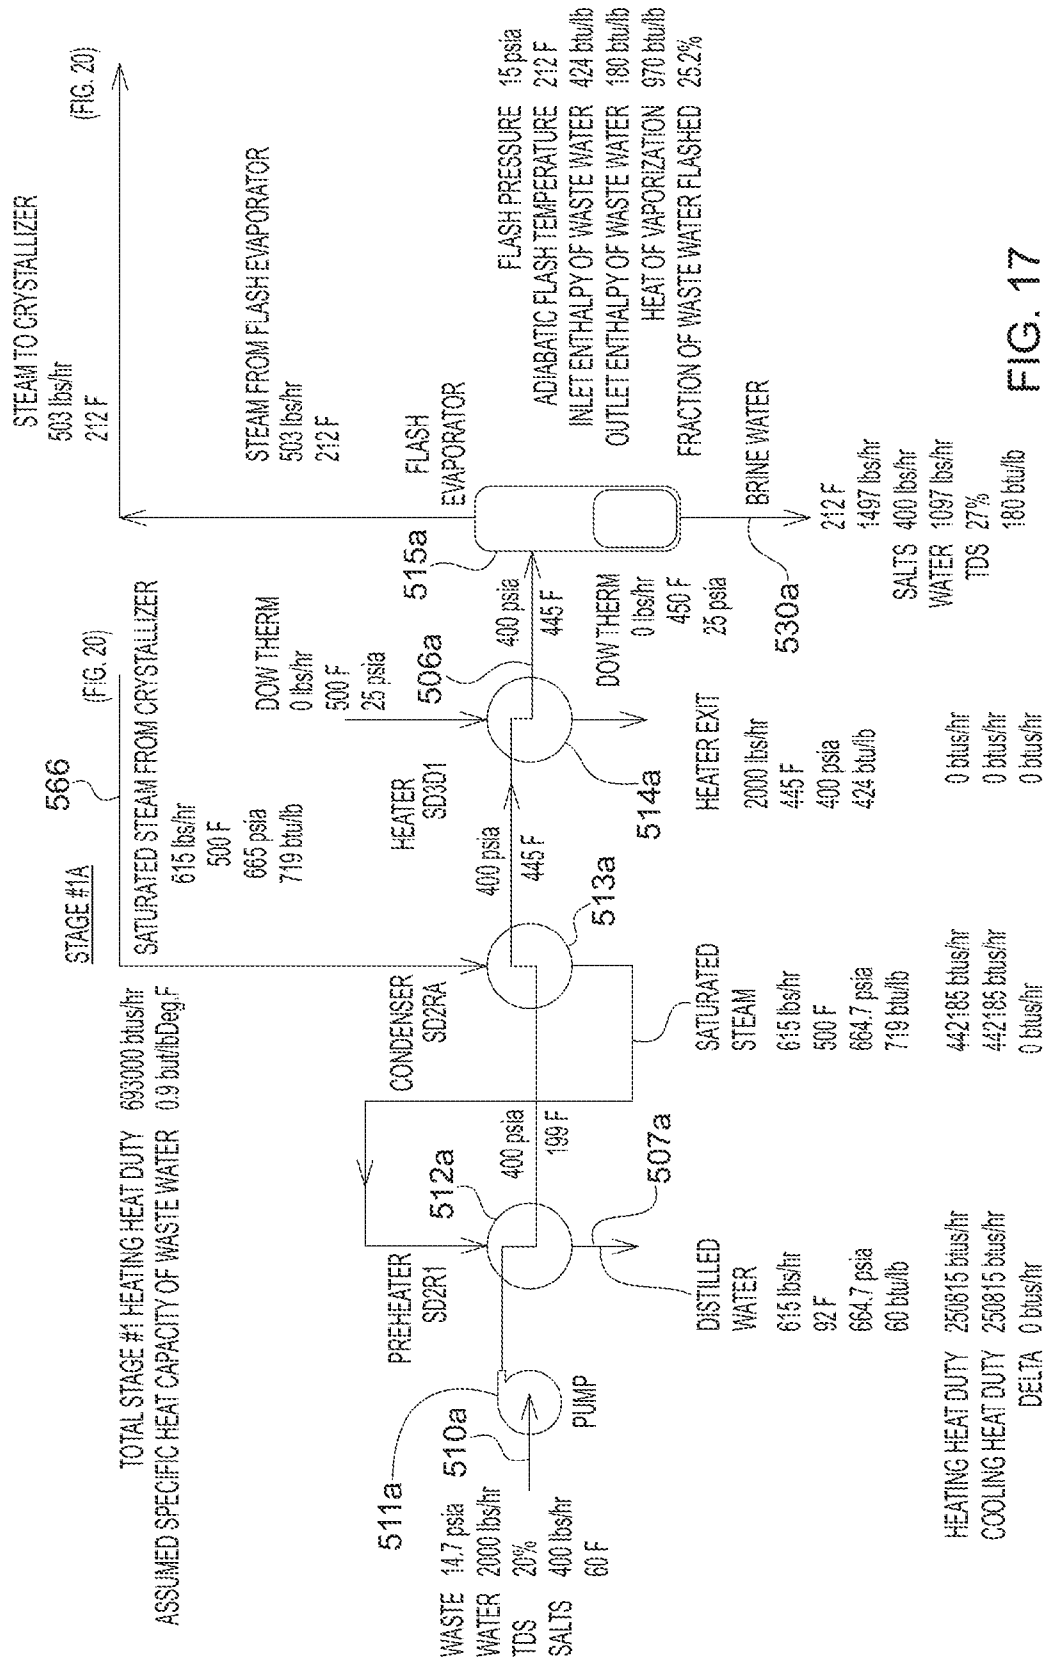 STAGE #1A
TOTAL STAGE #1 HEATING HEAT DUTY 693000 btus/hr
ASSUMED SPECIFIC HEAT CAPACITY OF WASTE WATER 0.9 but/lbDeg.F
566
(FIG. 20)
SATURATED STEAM FROM CRYSTALLIZER
615 lbs/hr
500 F
665 psia
719 btu/lb
STEAM TO CRYSTALLIZER
503 lbs/hr
212 F
(FIG. 20)
STEAM FROM FLASH EVAPORATOR
503 lbs/hr
212 F
WASTE 14.7 psia
WATER 2000 lbs/hr
TDS 20%
SALTS 400 lbs/hr
60 F
511a
510a
PUMP
PREHEATER
SD2R1
512a
400 psia
199 F
507a
CONDENSER
SD2RA
513a
400 psia
445 F
HEATER
SD3D1
DOW THERM
0 lbs/hr
500 F
25 psia
506a
514a
400 psia
445 F
515a
FLASH
EVAPORATOR
DOWTHERM
0 lbs/hr
450 F
25 psia
FLASH PRESSURE 15 psia
ADIABATIC FLASH TEMPERATURE 212 F
INLET ENTHALPY OF WASTE WATER 424 btu/lb
OUTLET ENTHALPY OF WASTE WATER 180 btu/lb
HEAT OF VAPORIZATION 970 btu/lb
FRACTION OF WASTE WATER FLASHED 25.2%
530a
BRINE WATER
212 F
1497 lbs/hr
SALTS 400 lbs/hr
WATER 1097 lbs/hr
TDS 27%
180 btu/lb
DISTILLED
WATER
615 lbs/hr
92 F
664.7 psia
60 btu/lb
SATURATED
STEAM
615 lbs/hr
500 F
664.7 psia
719 btu/lb
HEATER EXIT
2000 lbs/hr
445 F
400 psia
424 btu/lb
HEATING HEAT DUTY 250815 btus/hr 442185 btus/hr 0 btus/hr
COOLING HEAT DUTY 250815 btus/hr 442185 btus/hr 0 btus/hr
DELTA 0 btus/hr 0 btus/hr 0 btus/hr
FIG. 17